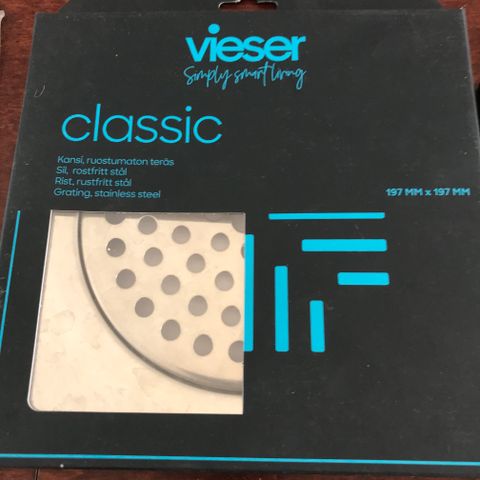 vieser
Simply smart living
classic
Kansi, ruostumaton teräs
Sil, rostfritt stål
Rist, rustfritt stål
Grating, stainless steel
197 MM x 197 MM